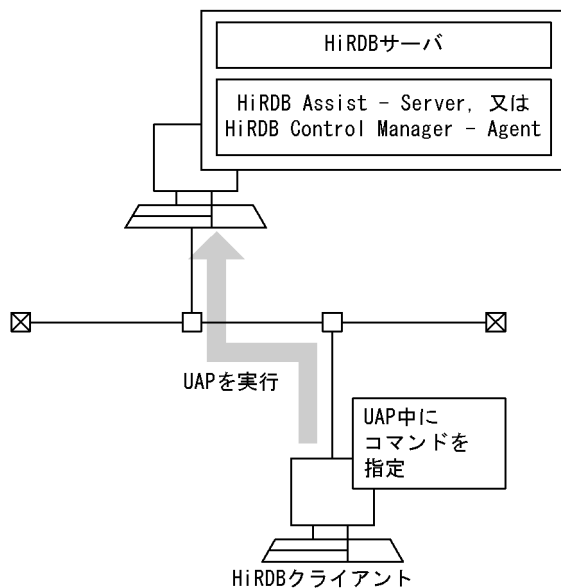 HiRDBサーバ
HiRDB Assist - Server, 又は
HiRDB Control Manager - Agent
UAPを実行
UAP中に
コマンドを
指定
HiRDBクライアント